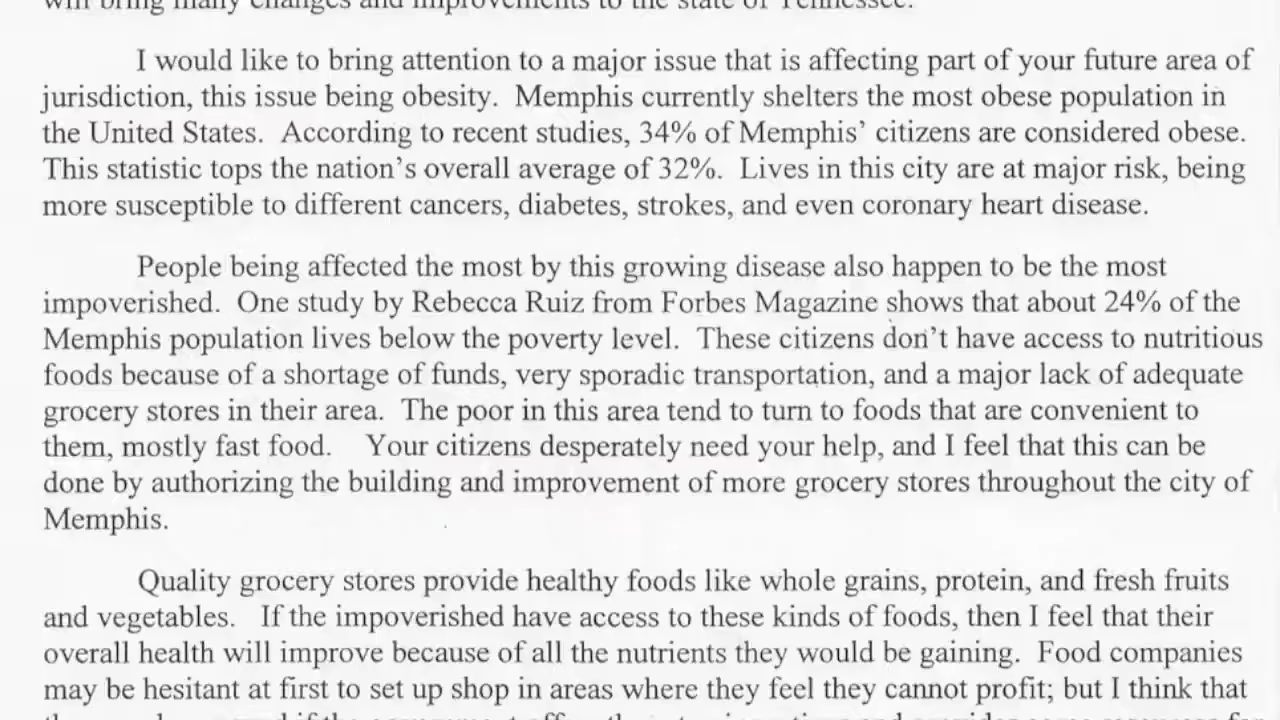 will bring many changes and improvements to the state of Tennessee.
I would like to bring attention to a major issue that is affecting part of your future area of
jurisdiction, this issue being obesity.  Memphis currently shelters the most obese population in
the United States.  According to recent studies, 34% of Memphis’ citizens are considered obese.
This statistic tops the nation’s overall average of 32%.  Lives in this city are at major risk, being
more susceptible to different cancers, diabetes, strokes, and even coronary heart disease.
People being affected the most by this growing disease also happen to be the most
impoverished.  One study by Rebecca Ruiz from Forbes Magazine shows that about 24% of the
Memphis population lives below the poverty level.  These citizens don’t have access to nutritious
foods because of a shortage of funds, very sporadic transportation, and a major lack of adequate
grocery stores in their area.  The poor in this area tend to turn to foods that are convenient to
them, mostly fast food.    Your citizens desperately need your help, and I feel that this can be
done by authorizing the building and improvement of more grocery stores throughout the city of
Memphis.
Quality grocery stores provide healthy foods like whole grains, protein, and fresh fruits
and vegetables.   If the impoverished have access to these kinds of foods, then I feel that their
overall health will improve because of all the nutrients they would be gaining.  Food companies
may be hesitant at first to set up shop in areas where they feel they cannot profit; but I think that